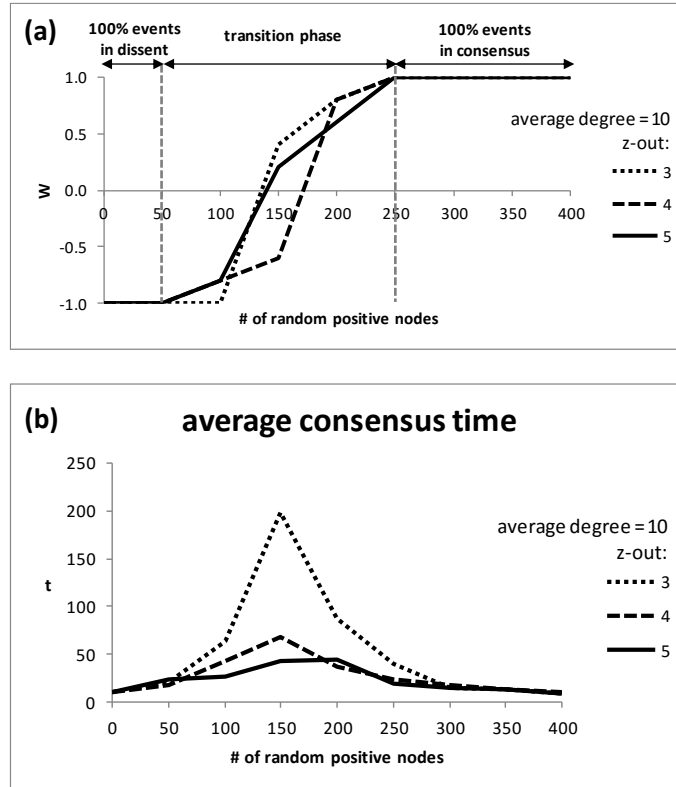 (a)
100% events
in dissent
transition phase
100% events
in consensus
1.0
0.5
0.0
-0.5
-1.0
W
0 50 100 150 200 250 300 350 400
# of random positive nodes
average degree = 10
z-out:
3
4
5
(b)
average consensus time
250
200
150
100
50
0
t
0 50 100 150 200 250 300 350 400
# of random positive nodes
average degree = 10
z-out:
3
4
5